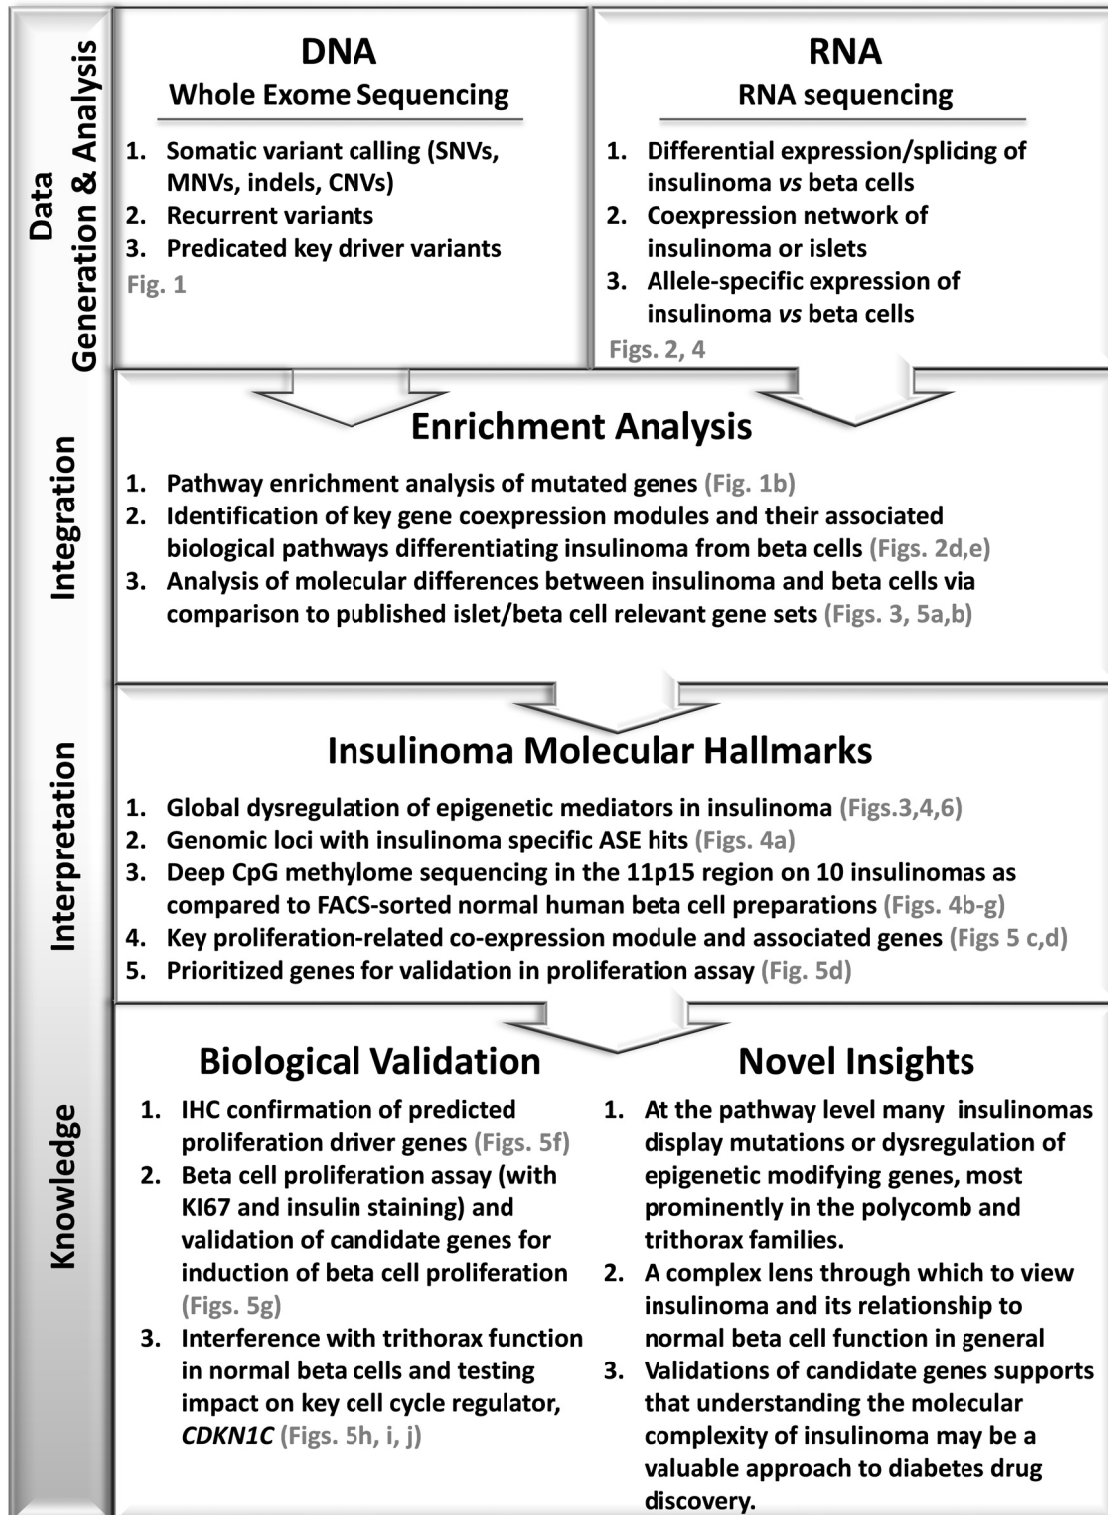 Data
Generation & Analysis
DNA
Whole Exome Sequencing
1. Somatic variant calling (SNVs,
MNVs, indels, CNVs)
2. Recurrent variants
3. Predicated key driver variants
Fig. 1
RNA
RNA sequencing
1. Differential expression/splicing of
insulinoma vs beta cells
2. Coexpression network of
insulinoma or islets
3. Allele-specific expression of
insulinoma vs beta cells
Figs. 2, 4
Integration
Enrichment Analysis
1. Pathway enrichment analysis of mutated genes (Fig. 1b)
2. Identification of key gene coexpression modules and their associated
biological pathways differentiating insulinoma from beta cells (Figs. 2d,e)
3. Analysis of molecular differences between insulinoma and beta cells via
comparison to published islet/beta cell relevant gene sets (Figs. 3, 5a,b)
Interpretation
Insulinoma Molecular Hallmarks
1. Global dysregulation of epigenetic mediators in insulinoma (Figs.3,4,6)
2. Genomic loci with insulinoma specific ASE hits (Figs. 4a)
3. Deep CpG methylome sequencing in the 11p15 region on 10 insulinomas as
compared to FACS-sorted normal human beta cell preparations (Figs. 4b-g)
4. Key proliferation-related co-expression module and associated genes (Figs 5 c,d)
5. Prioritized genes for validation in proliferation assay (Fig. 5d)
Knowledge
Biological Validation
1. IHC confirmation of predicted
proliferation driver genes (Figs. 5f)
2. Beta cell proliferation assay (with
KI67 and insulin staining) and
validation of candidate genes for
induction of beta cell proliferation
(Figs. 5g)
3. Interference with trithorax function
in normal beta cells and testing
impact on key cell cycle regulator,
CDKN1C (Figs. 5h, i, j)
Novel Insights
1. At the pathway level many insulinomas
display mutations or dysregulation of
epigenetic modifying genes, most
prominently in the polycomb and
trithorax families.
2. A complex lens through which to view
insulinoma and its relationship to
normal beta cell function in general
3. Validations of candidate genes supports
that understanding the molecular
complexity of insulinoma may be a
valuable approach to diabetes drug
discovery.